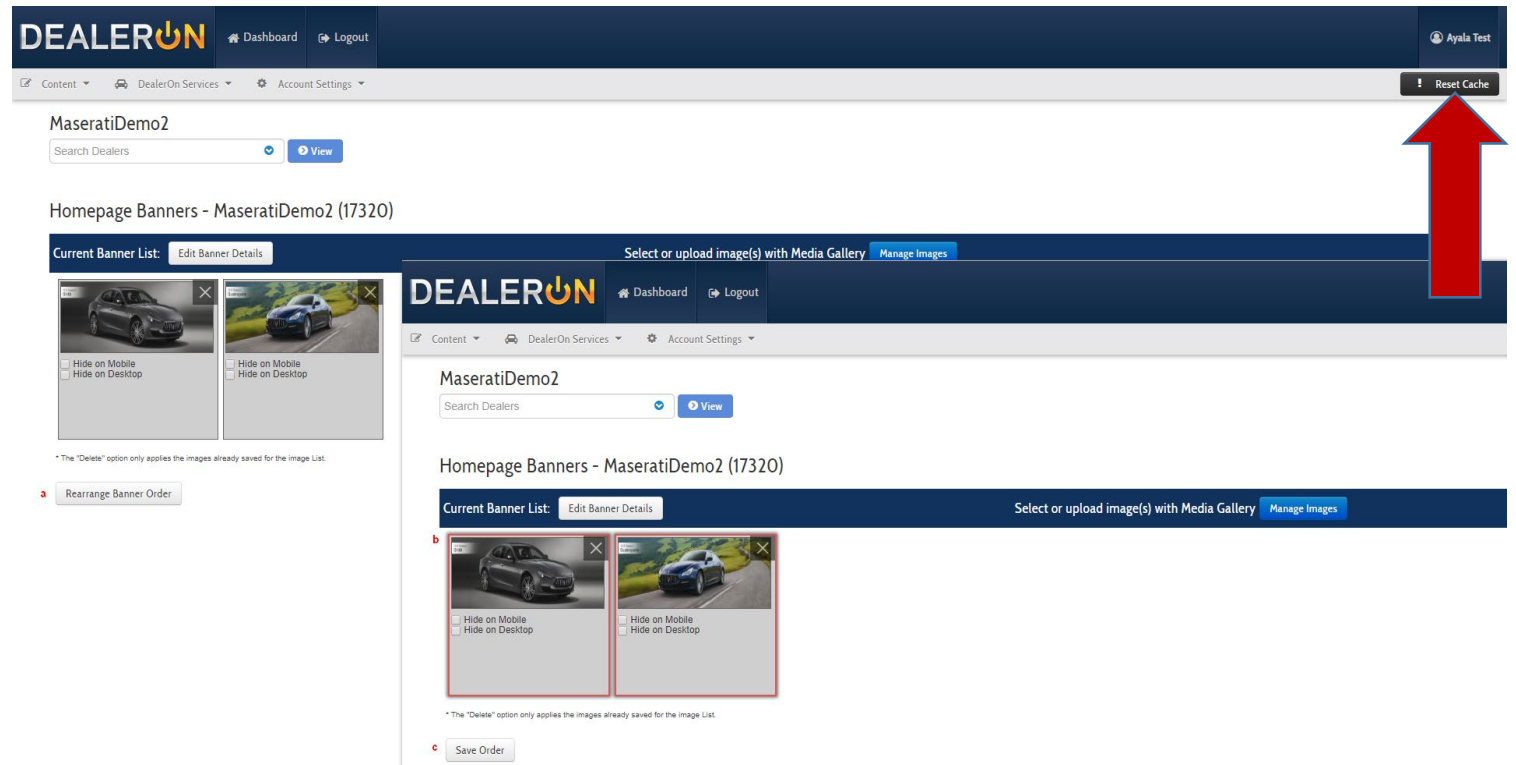 DEALERON Dashboard Logout Ayala Test
Content DealerOn Services Account Settings ! Reset Cache
MaseratiDemo2
Search Dealers View
Homepage Banners - MaseratiDemo2 (17320)
Current Banner List: Edit Banner Details Select or upload image(s) with Media Gallery Manage Images
Hide on Mobile Hide on Mobile
Hide on Desktop Hide on Desktop
* The "Delete" option only applies the images already saved for the image List.
a Rearrange Banner Order
DEALERON Dashboard Logout
Content DealerOn Services Account Settings
MaseratiDemo2
Search Dealers View
Homepage Banners - MaseratiDemo2 (17320)
Current Banner List: Edit Banner Details Select or upload image(s) with Media Gallery Manage Images
b
Hide on Mobile Hide on Mobile
Hide on Desktop Hide on Desktop
* The "Delete" option only applies the images already saved for the image List.
c Save Order